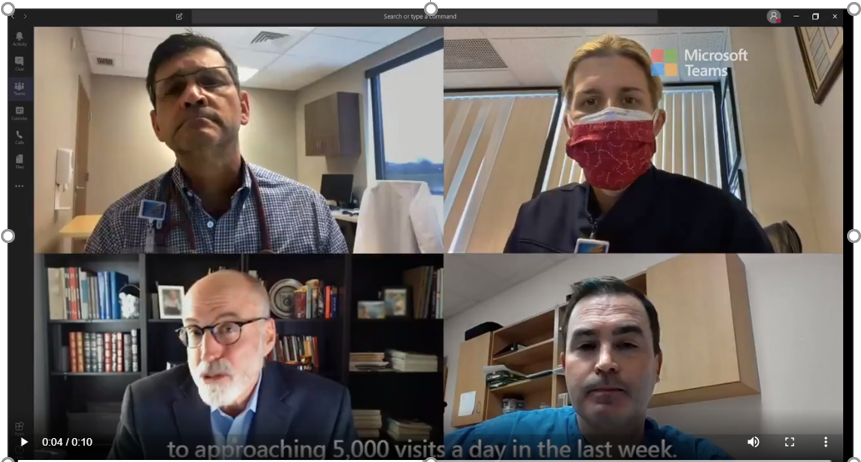 Search or type a command
Activity
Chat
Teams
Calendar
Calls
Files
Microsoft
Teams
to approaching 5,000 visits a day in the last week.
0:04 / 0:10